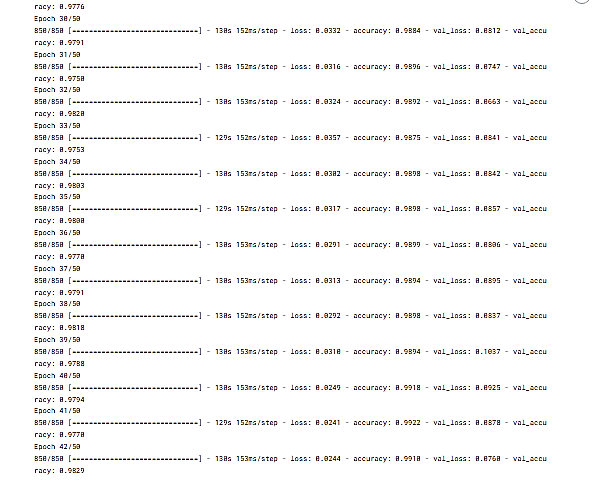 racy: 0.9776
Epoch 30/50
850/850 [==============================] - 130s 152ms/step - loss: 0.0332 - accuracy: 0.9884 - val_loss: 0.0812 - val_accu
racy: 0.9791
Epoch 31/50
850/850 [==============================] - 130s 152ms/step - loss: 0.0316 - accuracy: 0.9896 - val_loss: 0.0747 - val_accu
racy: 0.9750
Epoch 32/50
850/850 [==============================] - 130s 153ms/step - loss: 0.0324 - accuracy: 0.9892 - val_loss: 0.0663 - val_accu
racy: 0.9820
Epoch 33/50
850/850 [==============================] - 129s 152ms/step - loss: 0.0357 - accuracy: 0.9875 - val_loss: 0.0841 - val_accu
racy: 0.9753
Epoch 34/50
850/850 [==============================] - 130s 153ms/step - loss: 0.0302 - accuracy: 0.9890 - val_loss: 0.0842 - val_accu
racy: 0.9803
Epoch 35/50
850/850 [==============================] - 129s 152ms/step - loss: 0.0317 - accuracy: 0.9890 - val_loss: 0.0857 - val_accu
racy: 0.9800
Epoch 36/50
850/850 [==============================] - 130s 153ms/step - loss: 0.0291 - accuracy: 0.9899 - val_loss: 0.0806 - val_accu
racy: 0.9770
Epoch 37/50
850/850 [==============================] - 130s 153ms/step - loss: 0.0313 - accuracy: 0.9894 - val_loss: 0.0895 - val_accu
racy: 0.9791
Epoch 38/50
850/850 [==============================] - 130s 152ms/step - loss: 0.0292 - accuracy: 0.9890 - val_loss: 0.0837 - val_accu
racy: 0.9810
Epoch 39/50
850/850 [==============================] - 130s 153ms/step - loss: 0.0310 - accuracy: 0.9894 - val_loss: 0.1037 - val_accu
racy: 0.9788
Epoch 40/50
850/850 [==============================] - 130s 153ms/step - loss: 0.0249 - accuracy: 0.9918 - val_loss: 0.0925 - val_accu
racy: 0.9794
Epoch 41/50
850/850 [==============================] - 129s 152ms/step - loss: 0.0241 - accuracy: 0.9922 - val_loss: 0.0878 - val_accu
racy: 0.9770
Epoch 42/50
850/850 [==============================] - 130s 153ms/step - loss: 0.0244 - accuracy: 0.9910 - val_loss: 0.0760 - val_accu
racy: 0.9829